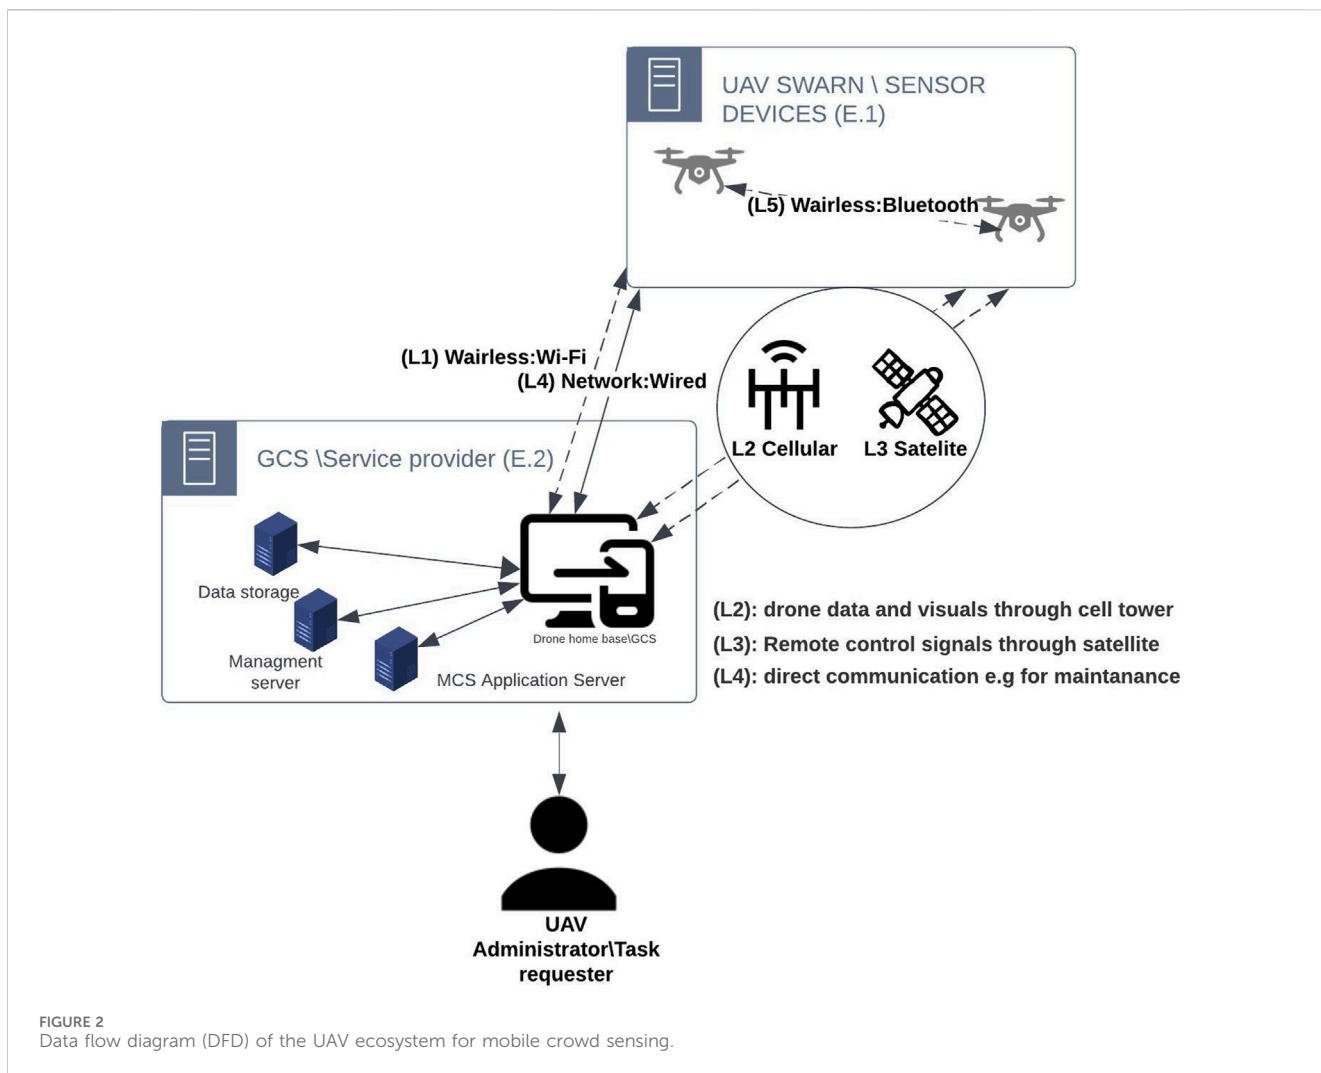 UAV SWARN \ SENSOR
DEVICES (E.1)
(L5) Wairless:Bluetooth
(L1) Wairless:Wi-Fi
(L4) Network:Wired
L2 Cellular
L3 Satelite
GCS \Service provider (E.2)
Data storage
Managment
server
MCS Application Server
Drone home base\GCS
(L2): drone data and visuals through cell tower
(L3): Remote control signals through satellite
(L4): direct communication e.g for maintanance
UAV
Administrator\Task
requester
FIGURE 2
Data flow diagram (DFD) of the UAV ecosystem for mobile crowd sensing.